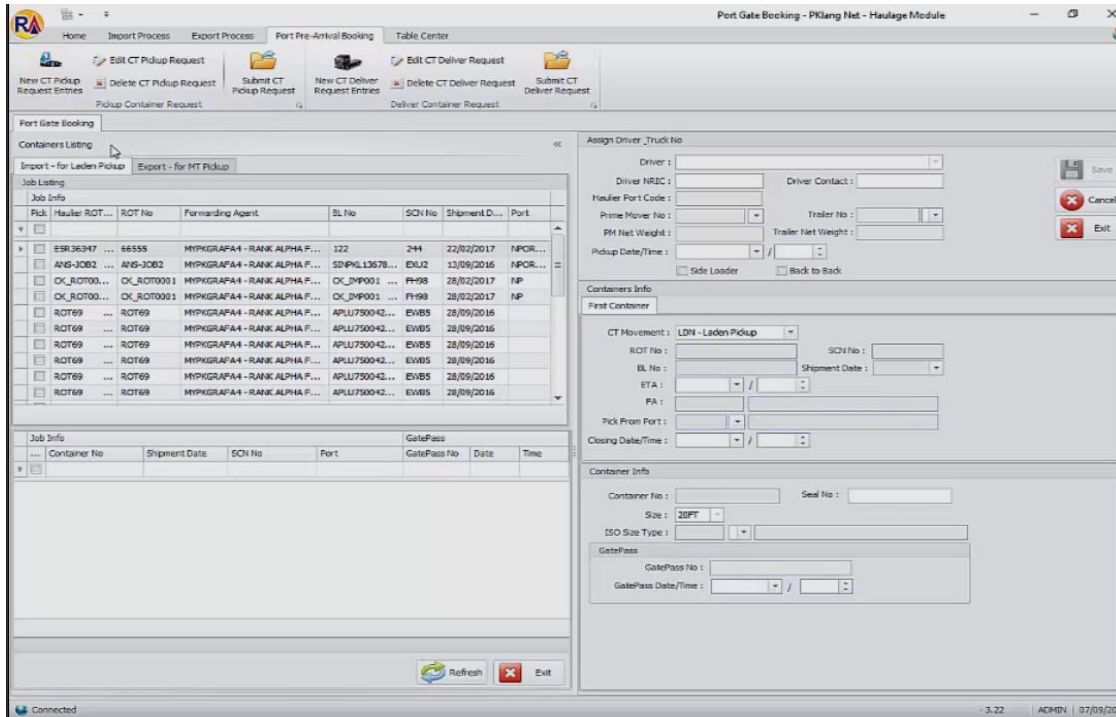 RA
Port Gate Booking - PKlang Net - Haulage Module
Home Import Process Export Process Port Pre-Arrival Booking Table Center
New CT Pickup Request Entries
Edit CT Pickup Request
Delete CT Pickup Request
Submit CT Pickup Request
Pickup Container Request
New CT Deliver Request Entries
Edit CT Deliver Request
Delete CT Deliver Request
Submit CT Deliver Request
Deliver Container Request
Port Gate Booking
Containers Listing «
Import - for Laden Pickup Export - for MT Pickup
Job Listing
Job Info
Pick Haulier ROT... ROT No Forwarding Agent BL No SCN No Shipment D... Port
ESR36347 ... 66555 MYPKGRAFA4 - RANK ALPHA F... 122 244 22/02/2017 NPOR...
ANS-JOB2 ... ANS-JOB2 MYPKGRAFA4 - RANK ALPHA F... SINPKL13678... EXU2 13/09/2016 NPOR...
CK_ROT00... CK_ROT0001 MYPKGRAFA4 - RANK ALPHA F... CK_IMP001 ... FH98 28/02/2017 NP
CK_ROT00... CK_ROT0001 MYPKGRAFA4 - RANK ALPHA F... CK_IMP001 ... FH98 28/02/2017 NP
ROT69 ... ROT69 MYPKGRAFA4 - RANK ALPHA F... APLU750042... EWB5 28/09/2016
ROT69 ... ROT69 MYPKGRAFA4 - RANK ALPHA F... APLU750042... EWB5 28/09/2016
ROT69 ... ROT69 MYPKGRAFA4 - RANK ALPHA F... APLU750042... EWB5 28/09/2016
ROT69 ... ROT69 MYPKGRAFA4 - RANK ALPHA F... APLU750042... EWB5 28/09/2016
ROT69 ... ROT69 MYPKGRAFA4 - RANK ALPHA F... APLU750042... EWB5 28/09/2016
Job Info GatePass
... Container No Shipment Date SCN No Port GatePass No Date Time
Refresh Exit
Assign Driver _Truck No
Driver :
Driver NRIC : Driver Contact :
Haulier Port Code :
Prime Mover No : Trailer No :
PM Net Weight : Trailer Net Weight :
Pickup Date/Time : /
Side Loader Back to Back
Save
Cancel
Exit
Containers Info
First Container
CT Movement : LDN - Laden Pickup
ROT No : SCN No :
BL No : Shipment Date :
ETA : /
FA :
Pick From Port :
Closing Date/Time : /
Container Info
Container No : Seal No :
Size : 20FT
ISO Size Type :
GatePass
GatePass No :
GatePass Date/Time : /
Connected - 3.22 ADMIN 07/09/20